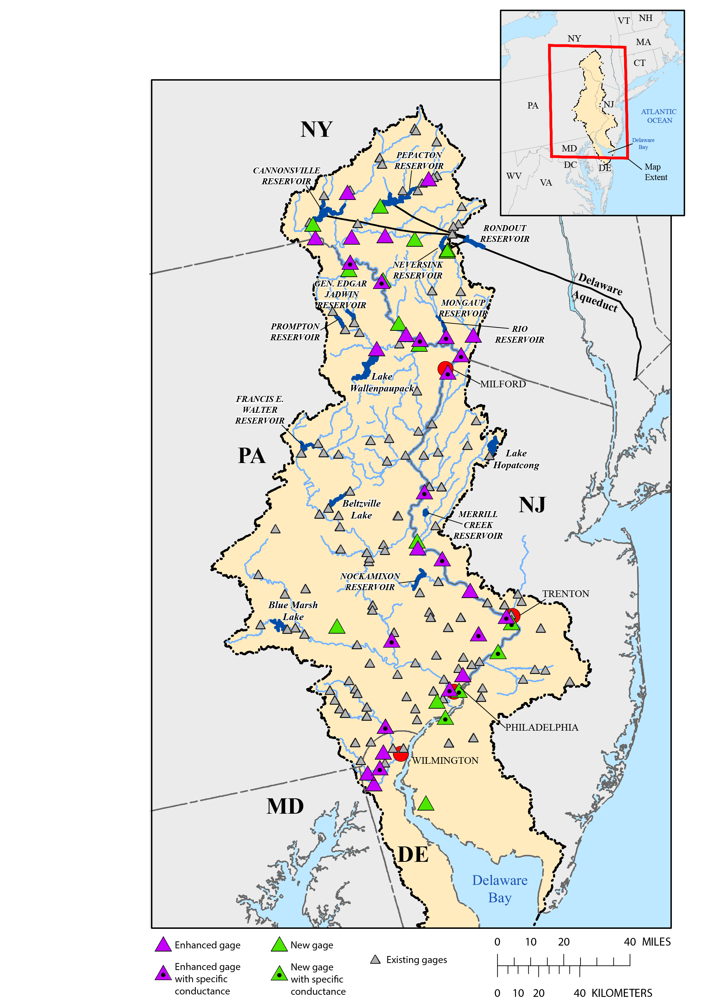 VT
NH
NY
MA
CT
PA
NJ
ATLANTIC
OCEAN
Delaware
Bay
MD
DC
DE
Map
Extent
WV
VA
NY
PEPACTON
RESERVOIR
CANNONSVILLE
RESERVOIR
RONDOUT
RESERVOIR
NEVERSINK
RESERVOIR
Delaware
Aqueduct
GEN. EDGAR
JADWIN
RESERVOIR
MONGAUP
RESERVOIR
PROMPTON
RESERVOIR
RIO
RESERVOIR
Lake
Wallenpaupack
MILFORD
FRANCIS E.
WALTER
RESERVOIR
PA
Lake
Hopatcong
Beltzville
Lake
NJ
MERRILL
CREEK
RESERVOIR
NOCKAMIXON
RESERVOIR
TRENTON
Blue Marsh
Lake
PHILADELPHIA
WILMINGTON
MD
DE
Delaware
Bay
Enhanced gage
New gage
Existing gages
Enhanced gage
with specific
conductance
New gage
with specific
conductance
0 10 20 40 MILES
0 10 20 40 KILOMETERS